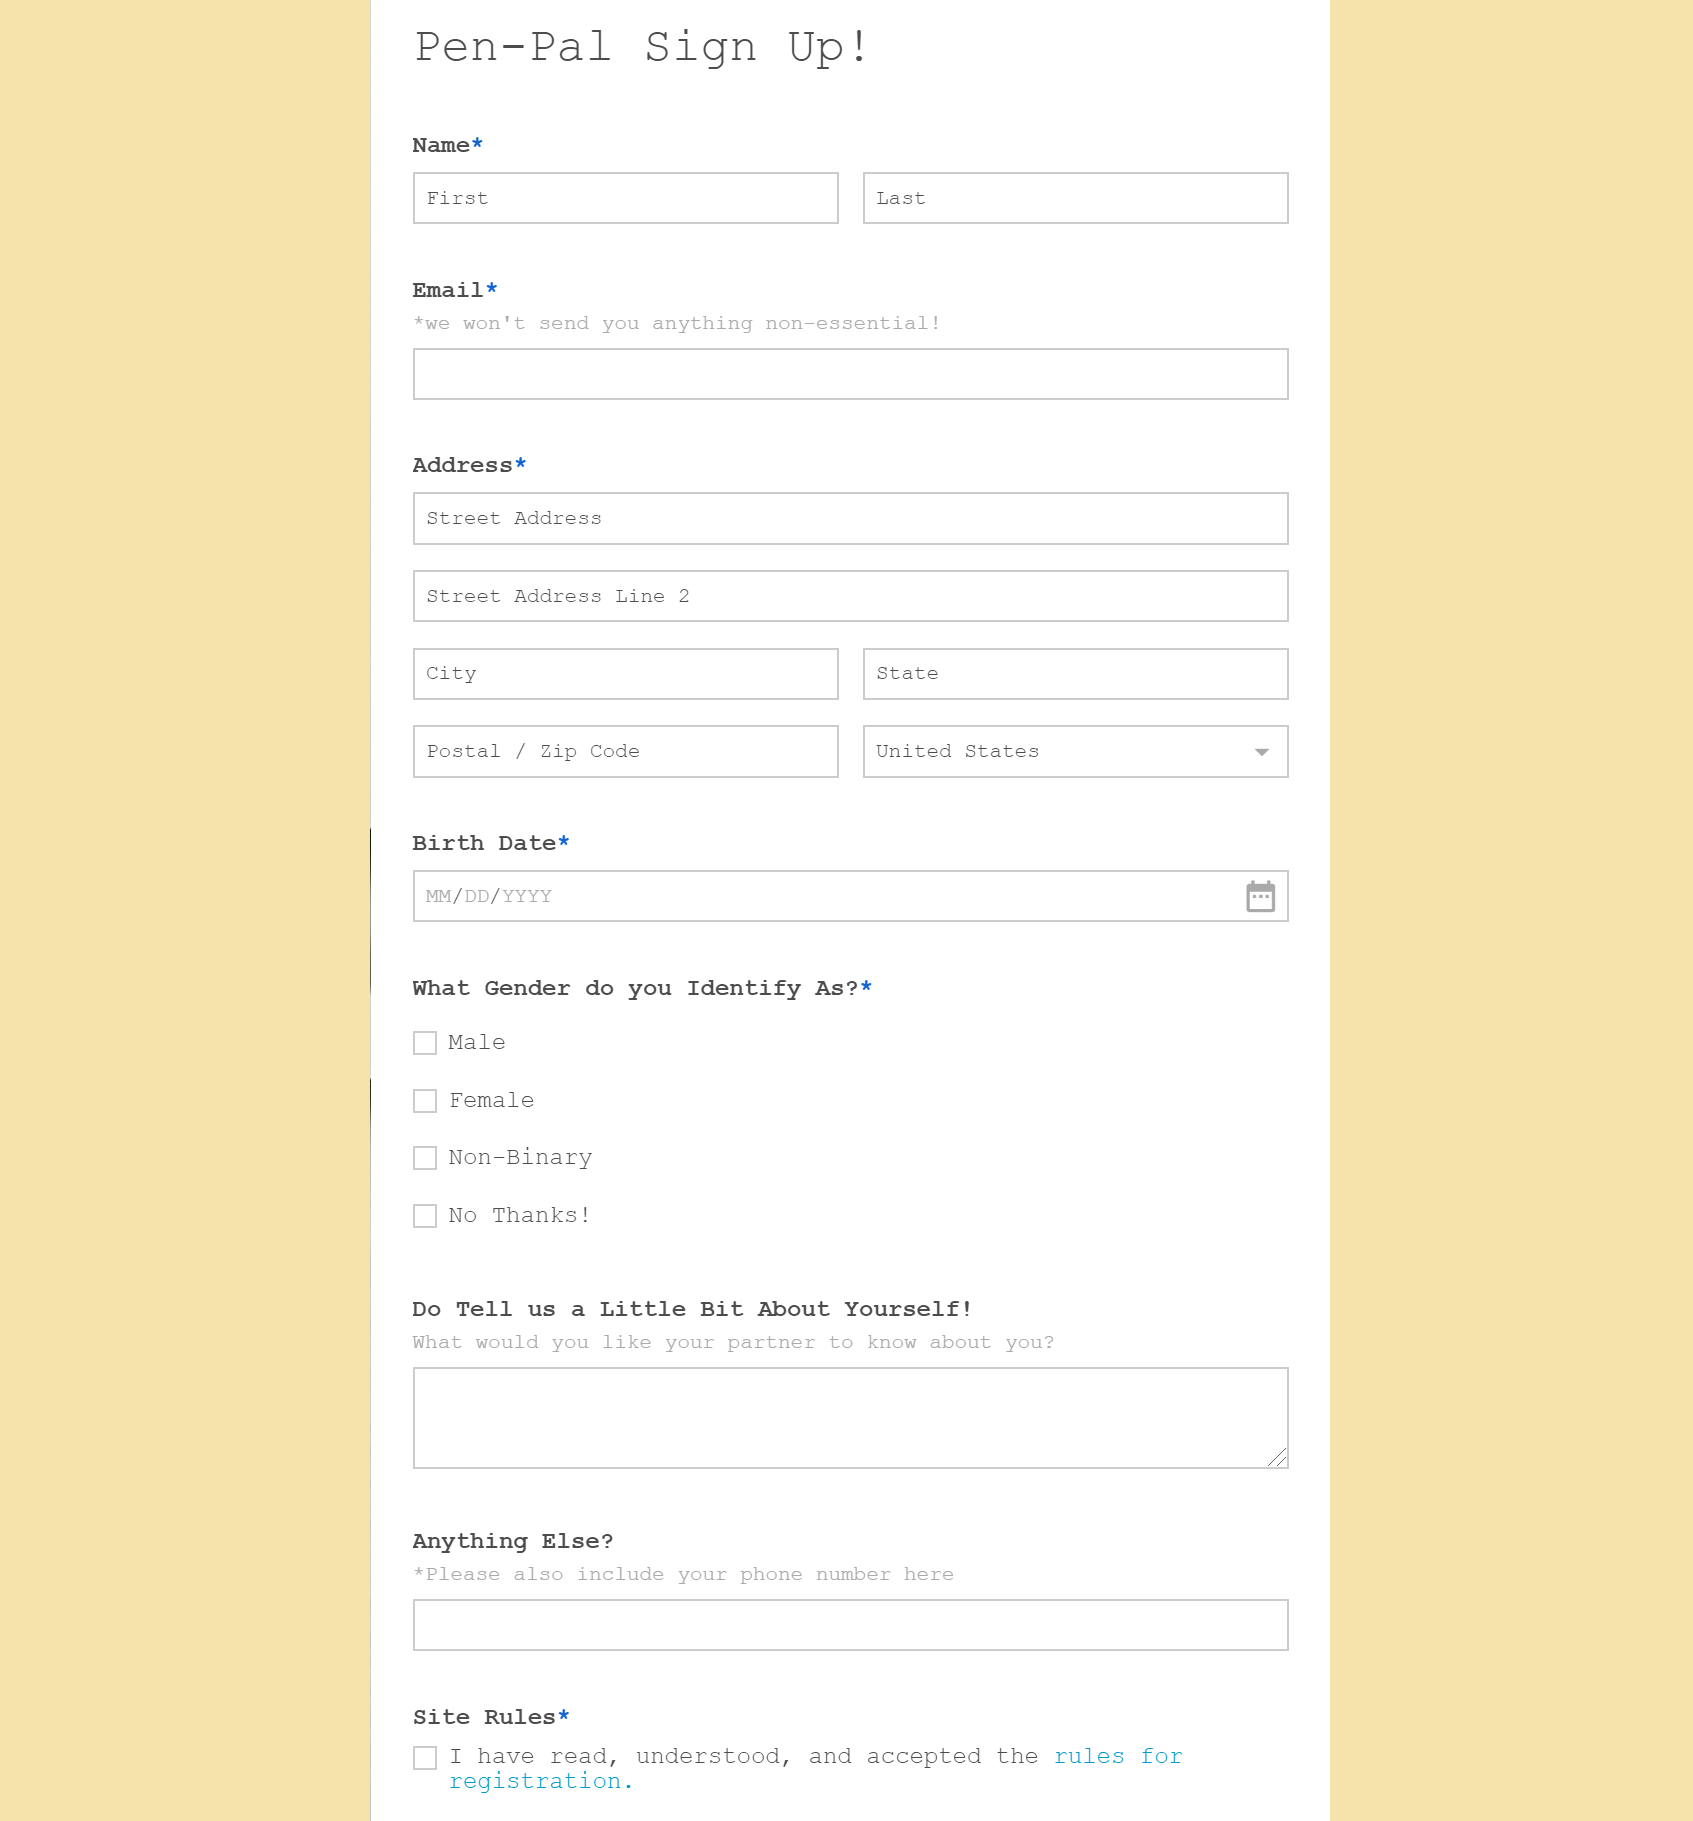 Pen-Pal Sign Up!
Name*
First
Last
Email*
*we won't send you anything non-essential!
Address*
Street Address
Street Address Line 2
City
State
Postal / Zip Code
United States
Birth Date*
MM/DD/YYYY
What Gender do you Identify As?*
Male
Female
Non-Binary
No Thanks!
Do Tell us a Little Bit About Yourself!
What would you like your partner to know about you?
Anything Else?
*Please also include your phone number here
Site Rules*
I have read, understood, and accepted the rules for
registration.